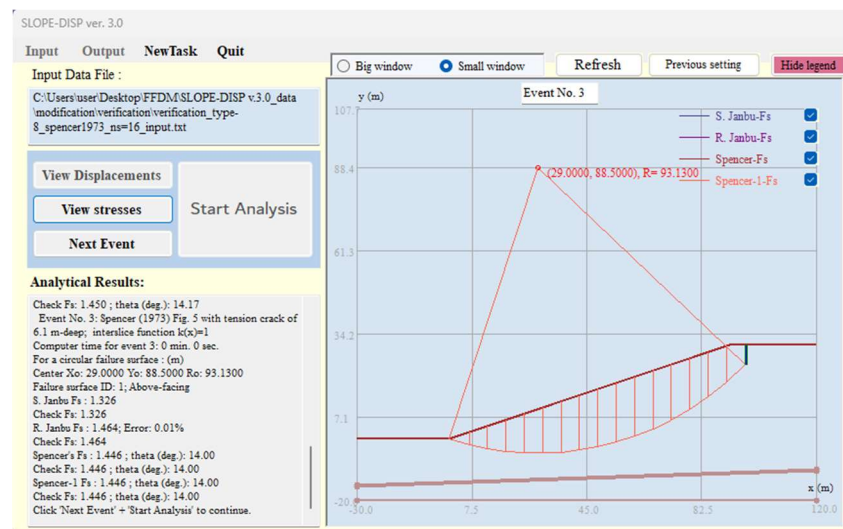 SLOPE-DISP ver. 3.0
Input Output NewTask Quit
Input Data File :
C:\Users\user\Desktop\FFDM\SLOPE-DISP v.3.0_data
\modification\verification\verification_type-
8_spencer1973_ns=16_input.txt
View Displacements
View stresses
Next Event
Start Analysis
Analytical Results:
Check Fs: 1.450 ; theta (deg.): 14.17
Event No. 3: Spencer (1973) Fig. 5 with tension crack of
6.1 m-deep; interslice function k(x)=1
Computer time for event 3: 0 min. 0 sec.
For a circular failure surface : (m)
Center Xo: 29.0000 Yo: 88.5000 Ro: 93.1300
Failure surface ID: 1; Above-facing
S. Janbu Fs : 1.326
Check Fs: 1.326
R. Janbu Fs : 1.464; Error: 0.01%
Check Fs: 1.464
Spencer's Fs : 1.446 ; theta (deg.): 14.00
Check Fs: 1.446 ; theta (deg.): 14.00
Spencer-1 Fs : 1.446 ; theta (deg.): 14.00
Check Fs: 1.446 ; theta (deg.): 14.00
Click 'Next Event' + 'Start Analysis' to continue.
Big window Small window Refresh Previous setting Hide legend
y (m)
Event No. 3
107.7
S. Janbu-Fs
R. Janbu-Fs
Spencer-Fs
Spencer-1-Fs
88.4
(29.0000, 88.5000), R= 93.1300
61.3
34.2
7.1
x (m)
-30.0 7.5 45.0 82.5 120.0